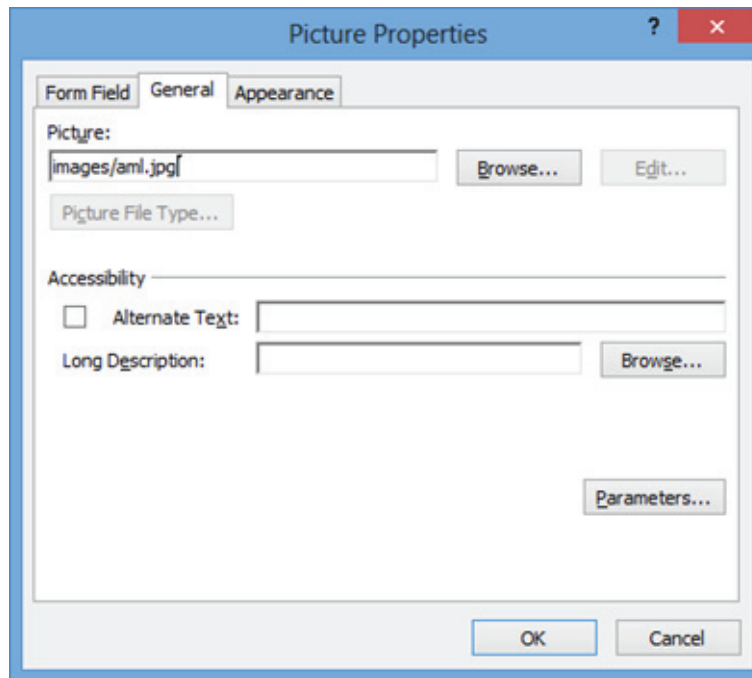 Picture Properties ? ×
Form Field General Appearance
Picture:
images/aml.jpg Browse... Edit...
Picture File Type...
Accessibility
Alternate Text:
Long Description: Browse...
Parameters...
OK Cancel